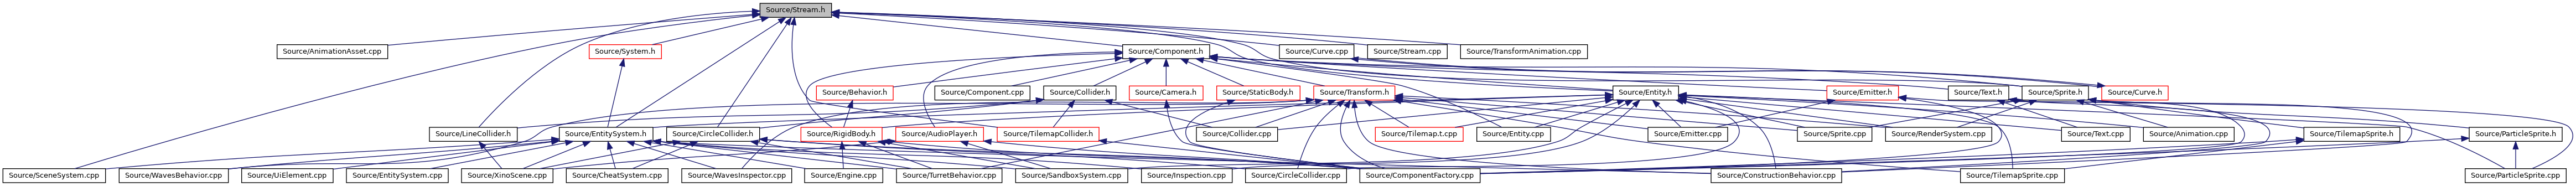 Source/Stream.h
Source/AnimationAsset.cpp
Source/System.h
Source/Component.h
Source/Curve.cpp
Source/Stream.cpp
Source/TransformAnimation.cpp
Source/Behavior.h
Source/Component.cpp
Source/Collider.h
Source/Camera.h
Source/StaticBody.h
Source/Transform.h
Source/Entity.h
Source/Emitter.h
Source/Text.h
Source/Sprite.h
Source/Curve.h
Source/LineCollider.h
Source/EntitySystem.h
Source/CircleCollider.h
Source/RigidBody.h
Source/AudioPlayer.h
Source/TilemapCollider.h
Source/Collider.cpp
Source/Tilemap.t.cpp
Source/Entity.cpp
Source/Emitter.cpp
Source/Sprite.cpp
Source/RenderSystem.cpp
Source/Text.cpp
Source/Animation.cpp
Source/TilemapSprite.h
Source/ParticleSprite.h
Source/SceneSystem.cpp
Source/WavesBehavior.cpp
Source/UiElement.cpp
Source/EntitySystem.cpp
Source/XinoScene.cpp
Source/CheatSystem.cpp
Source/WavesInspector.cpp
Source/Engine.cpp
Source/TurretBehavior.cpp
Source/SandboxSystem.cpp
Source/Inspection.cpp
Source/CircleCollider.cpp
Source/ComponentFactory.cpp
Source/ConstructionBehavior.cpp
Source/TilemapSprite.cpp
Source/ParticleSprite.cpp